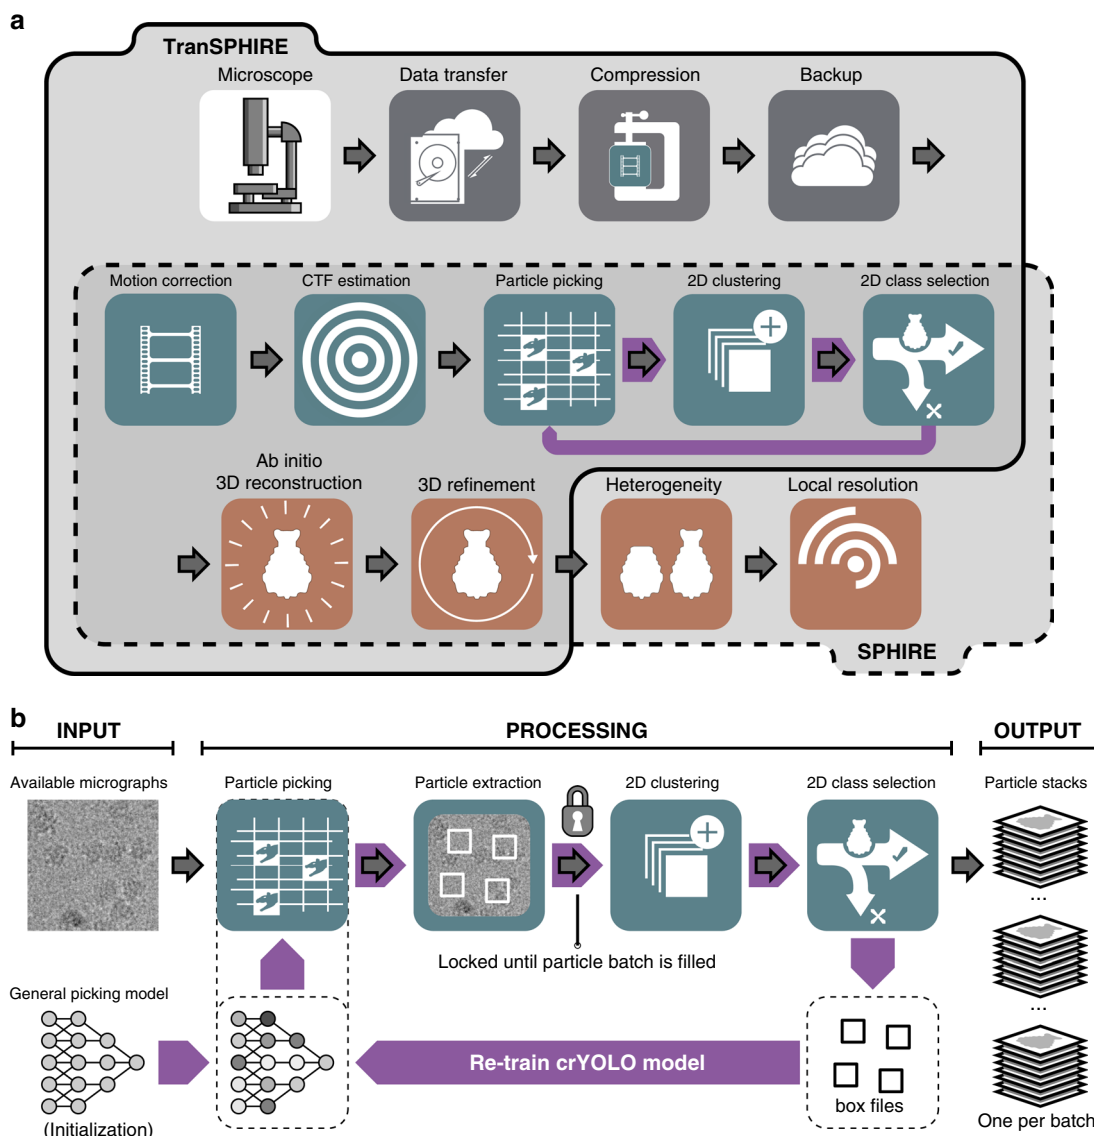 a
TranSPHIRE
Microscope
Data transfer
Compression
Backup
Motion correction
CTF estimation
Particle picking
2D clustering
2D class selection
Ab initio
3D reconstruction
3D refinement
Heterogeneity
Local resolution
SPHIRE
b
INPUT
PROCESSING
OUTPUT
Available micrographs
Particle picking
Particle extraction
2D clustering
2D class selection
Particle stacks
...
Locked until particle batch is filled
General picking model
...
Re-train crYOLO model
box files
(Initialization)
One per batch